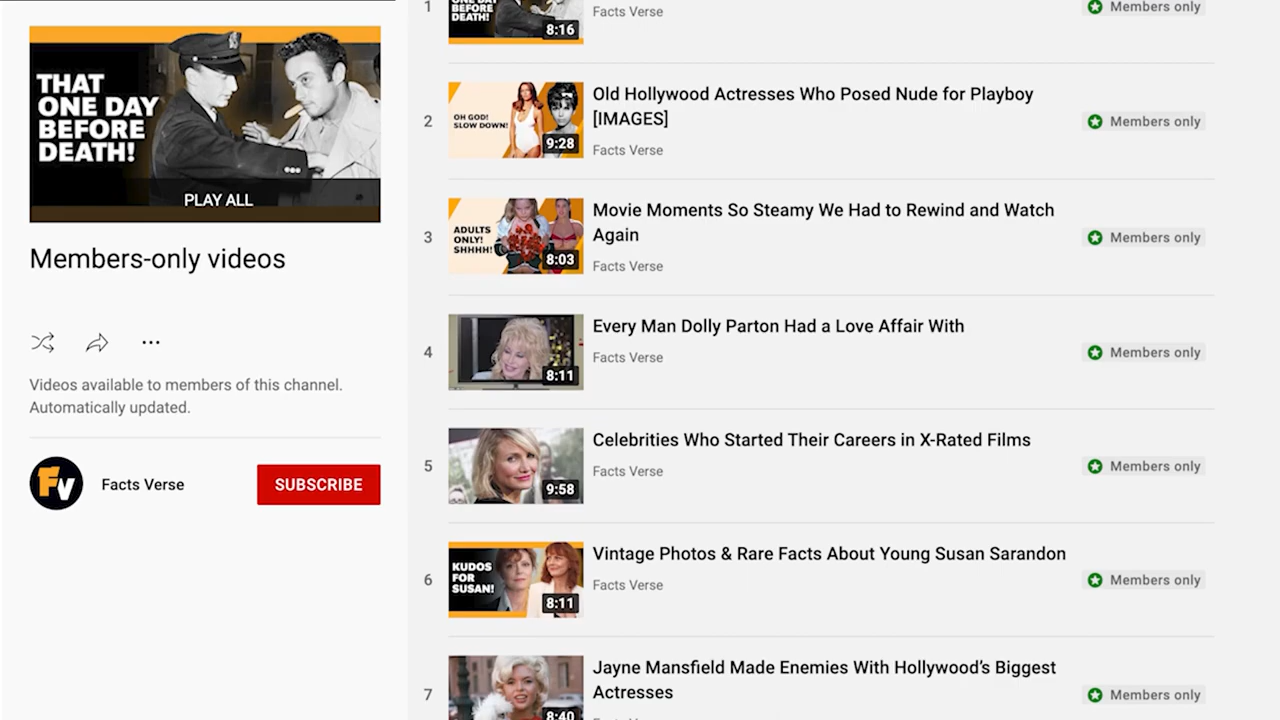 THAT
ONE DAY
BEFORE
DEATH!
PLAY ALL
Members-only videos
Videos available to members of this channel.
Automatically updated.
FV
Facts Verse
SUBSCRIBE
1
BEFORE
DEATH!
8:16
Facts Verse
Members only
2
OH GOD!
SLOW DOWN!
9:28
Old Hollywood Actresses Who Posed Nude for Playboy
[IMAGES]
Facts Verse
Members only
3
ADULTS
ONLY!
SHHHH!
8:03
Movie Moments So Steamy We Had to Rewind and Watch
Again
Facts Verse
Members only
4
8:11
Every Man Dolly Parton Had a Love Affair With
Facts Verse
Members only
5
9:58
Celebrities Who Started Their Careers in X-Rated Films
Facts Verse
Members only
6
KUDOS
FOR
SUSAN!
8:11
Vintage Photos & Rare Facts About Young Susan Sarandon
Facts Verse
Members only
7
8:40
Jayne Mansfield Made Enemies With Hollywood's Biggest
Actresses
Members only